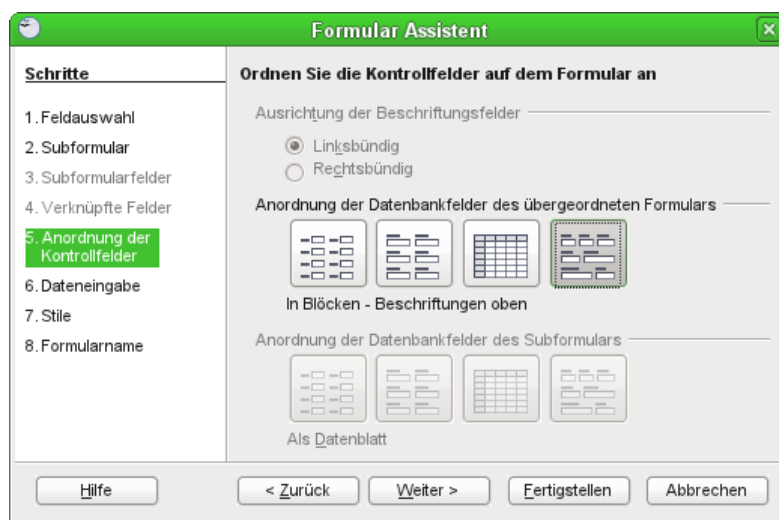 Formular Assistent
Schritte
1. Feldauswahl
2. Subformular
3. Subformularfelder
4. Verknüpfte Felder
5. Anordnung der
Kontrollfelder
6. Dateneingabe
7. Stile
8. Formularname
Ordnen Sie die Kontrollfelder auf dem Formular an
Ausrichtung der Beschriftungsfelder
Linksbündig
Rechtsbündig
Anordnung der Datenbankfelder des übergeordneten Formulars
In Blöcken - Beschriftungen oben
Anordnung der Datenbankfelder des Subformulars
Als Datenblatt
Hilfe
< Zurück
Weiter >
Fertigstellen
Abbrechen